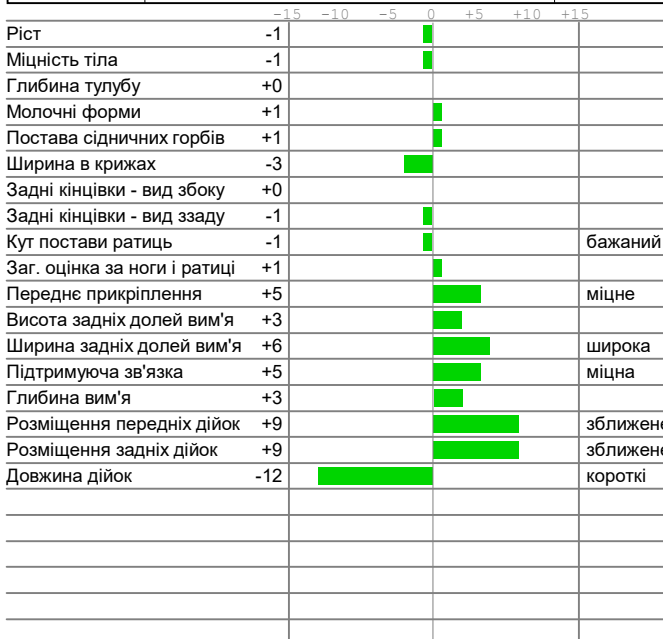 -15 -10 -5 0 +5 +10 +15
Ріст -1
Міцність тіла -1
Глибина тулубу +0
Молочні форми +1
Постава сідничних горбів +1
Ширина в крижах -3
Задні кінцівки - вид збоку +0
Задні кінцівки - вид ззаду -1
Кут постави ратиць -1 бажаний
Заг. оцінка за ноги і ратиці +1
Переднє прикріплення +5 міцне
Висота задніх долей вим'я +3
Ширина задніх долей вим'я +6 широка
Підтримуюча зв'язка +5 міцна
Глибина вим'я +3
Розміщення передніх дійок +9 зближене
Розміщення задніх дійок +9 зближене
Довжина дійок -12 короткі